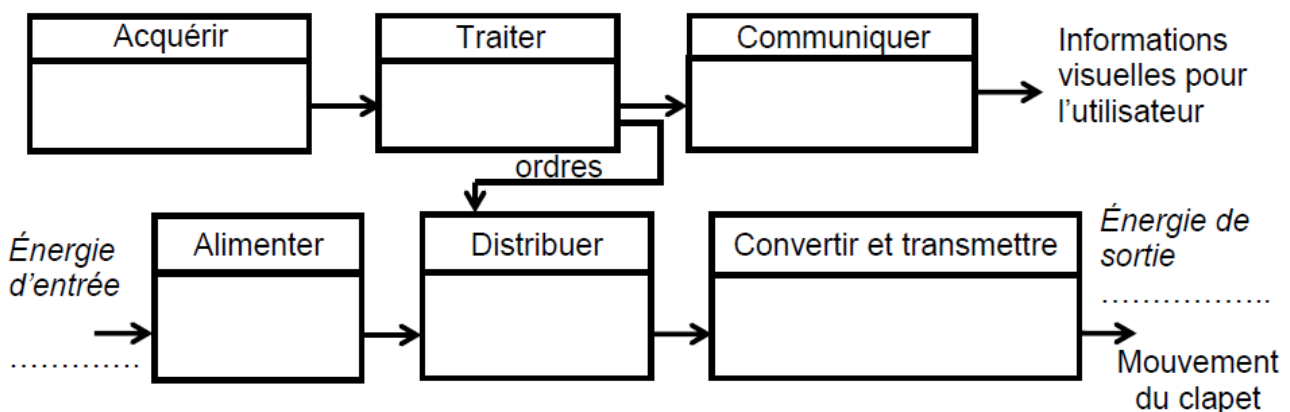 Acquérir
Traiter
Communiquer
Informations
visuelles pour
l'utilisateur
ordres
Énergie
d'entrée
………….
Alimenter
Distribuer
Convertir et transmettre
Énergie de
sortie
……………..
Mouvement
du clapet